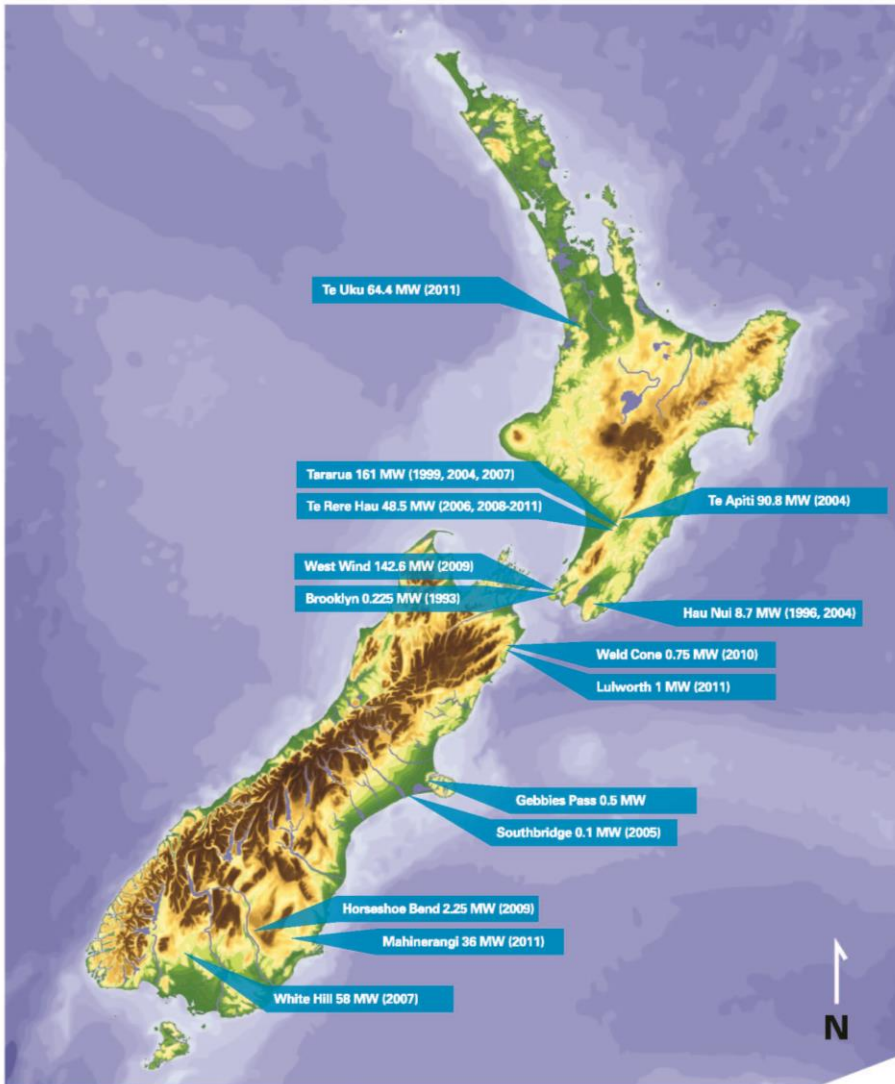 Te Uku 64.4 MW (2011)
Tararua 161 MW (1999, 2004, 2007)
Te Rere Hau 48.5 MW (2006, 2008-2011)
Te Apiti 90.8 MW (2004)
West Wind 142.6 MW (2009)
Brooklyn 0.225 MW (1993)
Hau Nui 8.7 MW (1996, 2004)
Weld Cone 0.75 MW (2010)
Lulworth 1 MW (2011)
Gebbies Pass 0.5 MW
Southbridge 0.1 MW (2005)
Horseshoe Bend 2.25 MW (2009)
Mahinerangi 36 MW (2011)
White Hill 58 MW (2007)
N